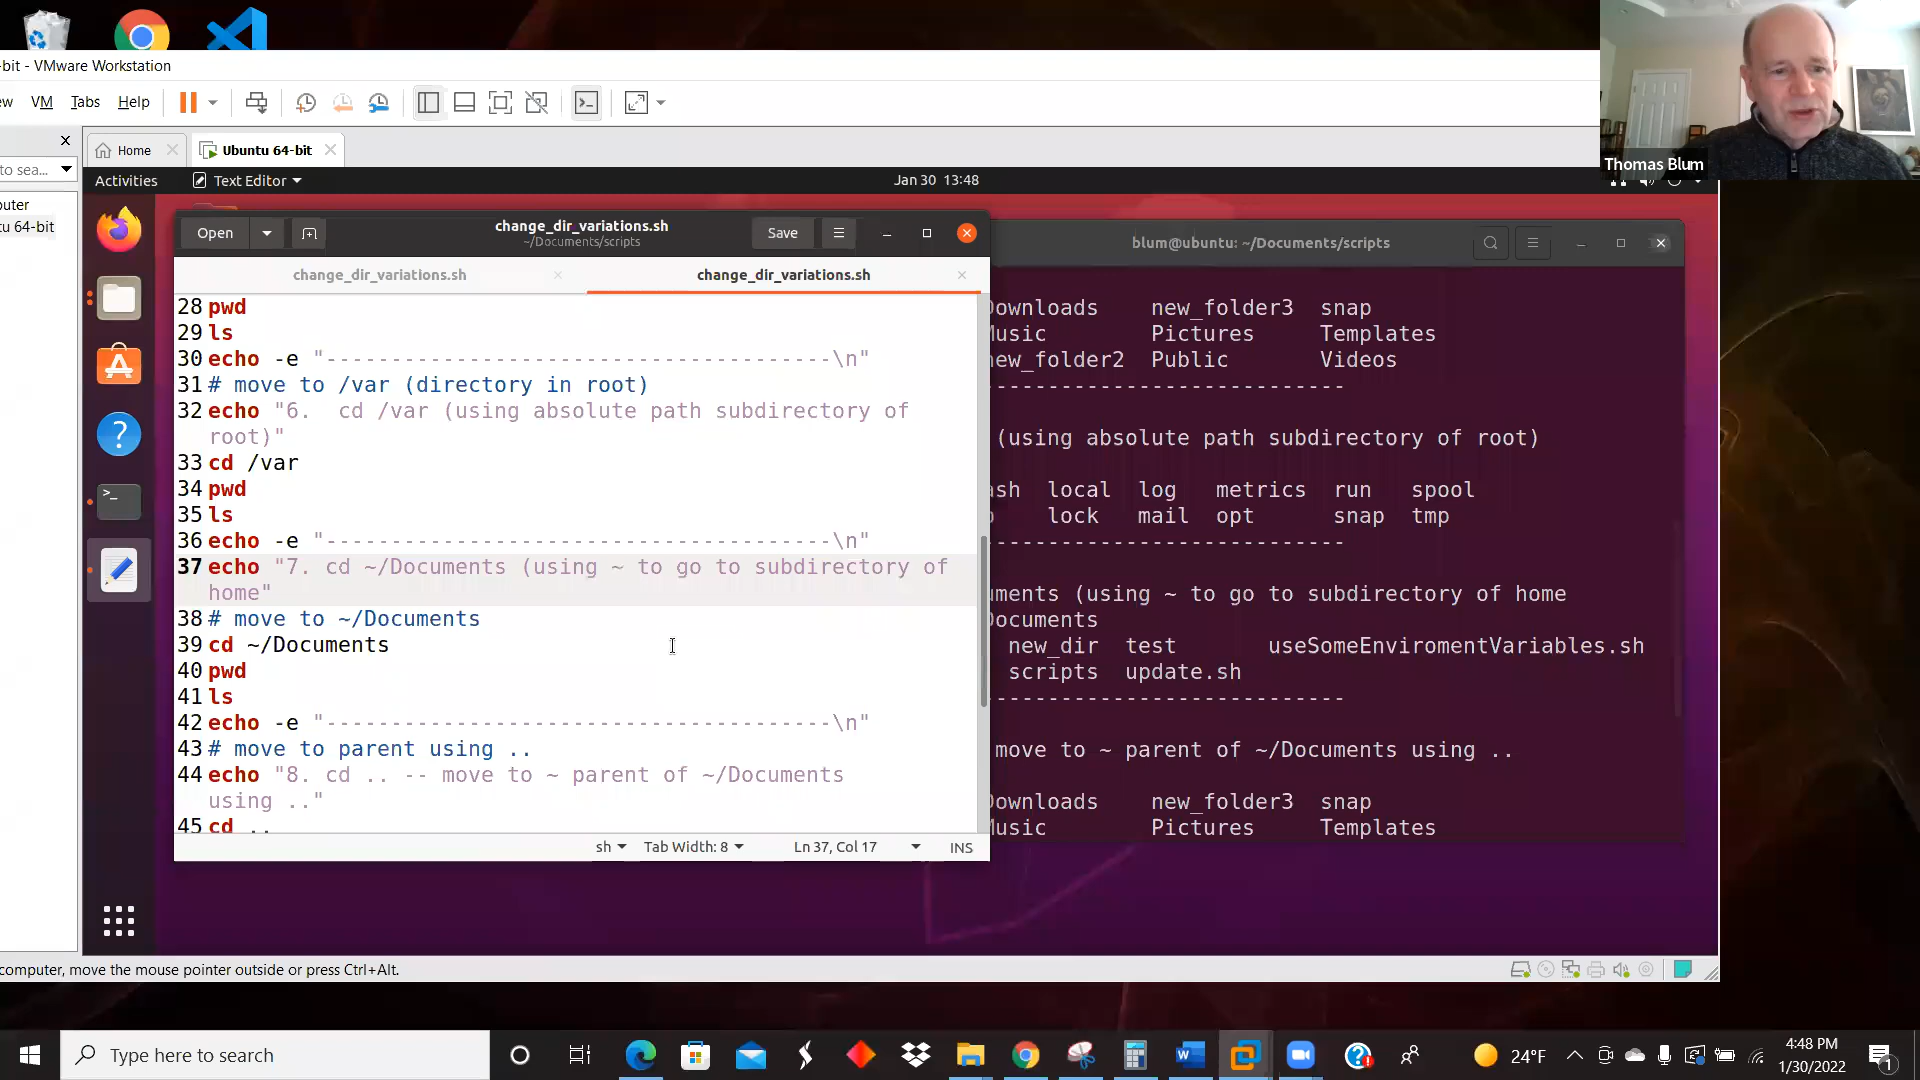 -bit - VMware Workstation
VM Tabs Help
Thomas Blum
Home
Ubuntu 64-bit
to sea...
Activities
Text Editor
Jan 30 13:48
puter
u 64-bit
Open
change_dir_variations.sh
~/Documents/scripts
Save
change_dir_variations.sh
change_dir_variations.sh
28 pwd
29 ls
30 echo -e "---------------------------------------\n"
31 # move to /var (directory in root)
32 echo "6.  cd /var (using absolute path subdirectory of
root)"
33 cd /var
34 pwd
35 ls
36 echo -e "---------------------------------------\n"
37 echo "7. cd ~/Documents (using ~ to go to subdirectory of
home"
38 # move to ~/Documents
39 cd ~/Documents
40 pwd
41 ls
42 echo -e "---------------------------------------\n"
43 # move to parent using ..
44 echo "8. cd .. -- move to ~ parent of ~/Documents
using .."
45 cd ..
sh
Tab Width: 8
Ln 37, Col 17
INS
blum@ubuntu: ~/Documents/scripts
ownloads new_folder3 snap
usic Pictures Templates
ew_folder2 Public Videos
---------------------------
(using absolute path subdirectory of root)
ash local log metrics run spool
lock mail opt snap tmp
---------------------------
uments (using ~ to go to subdirectory of home
ocuments
new_dir test useSomeEnviromentVariables.sh
scripts update.sh
---------------------------
move to ~ parent of ~/Documents using ..
ownloads new_folder3 snap
usic Pictures Templates
computer, move the mouse pointer outside or press Ctrl+Alt.
Type here to search
24°F
4:48 PM
1/30/2022
1